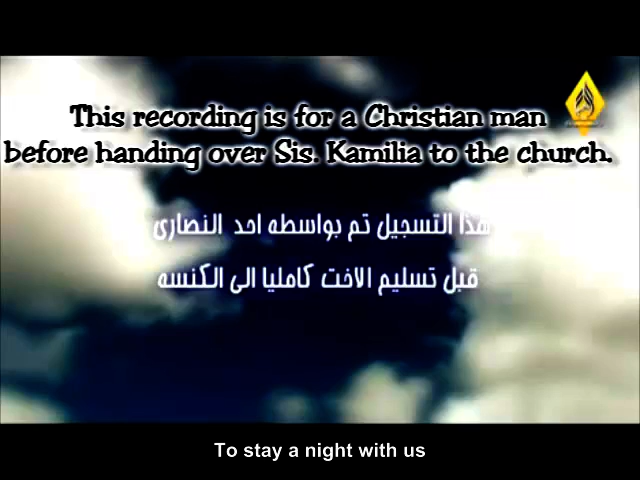 This recording is for a Christian man
before handing over Sis. Kamilia to the church.
هذا التسجيل تم بواسطه احد النصارى
قبل تسليم الاخت كامليا الى الكنسه
To stay a night with us